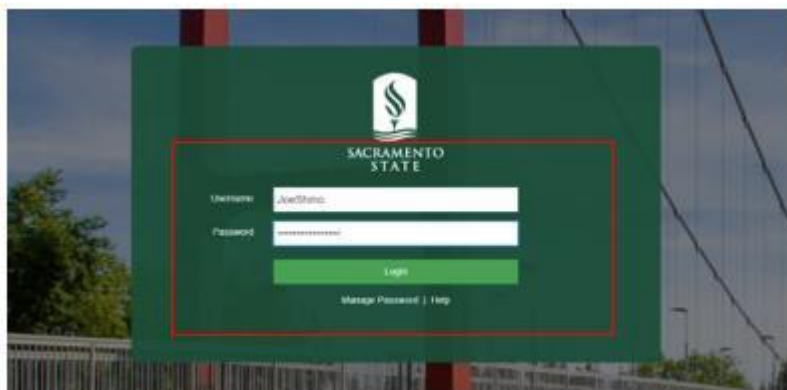 SACRAMENTO
STATE
Username
Password
Login
Manage Password | Help